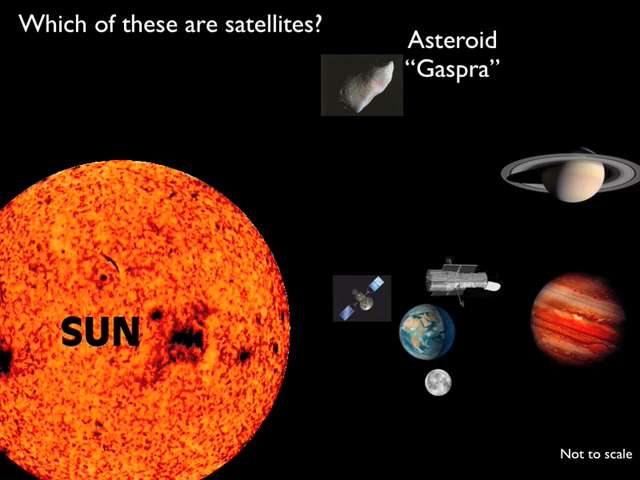 Which of these are satellites?
Asteroid
“Gaspra”
SUN
Not to scale